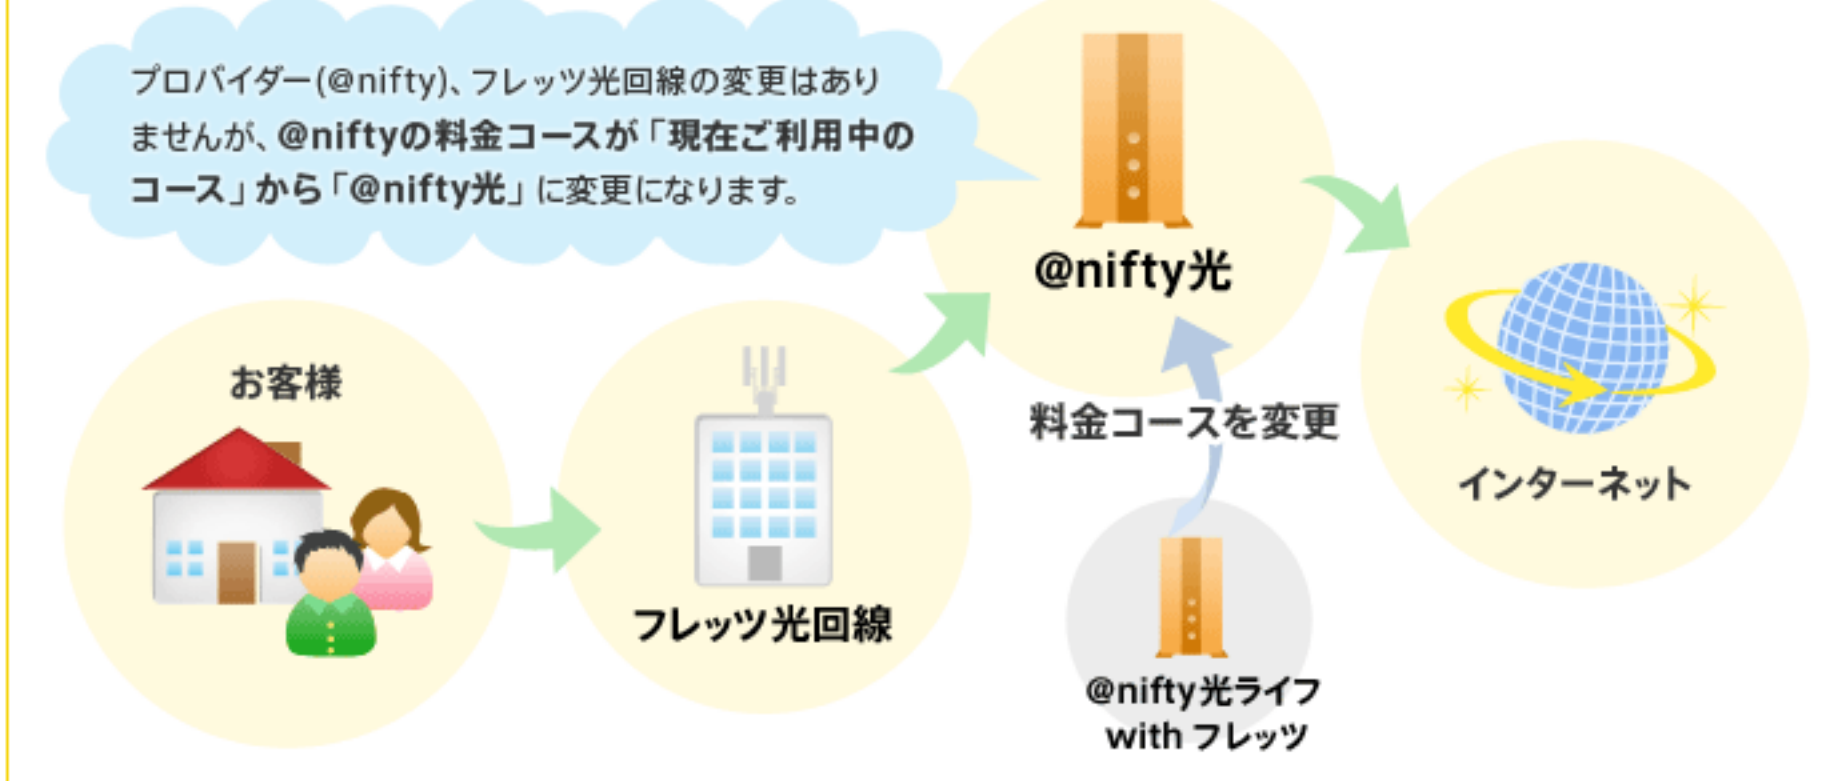 プロバイダー(@nifty)、フレッツ光回線の変更はあり
ませんが、@niftyの料金コースが「現在ご利用中の
コース」から「@nifty光」に変更になります。
@nifty光
お客様
料金コースを変更
インターネット
フレッツ光回線
@nifty光ライフ
with フレッツ